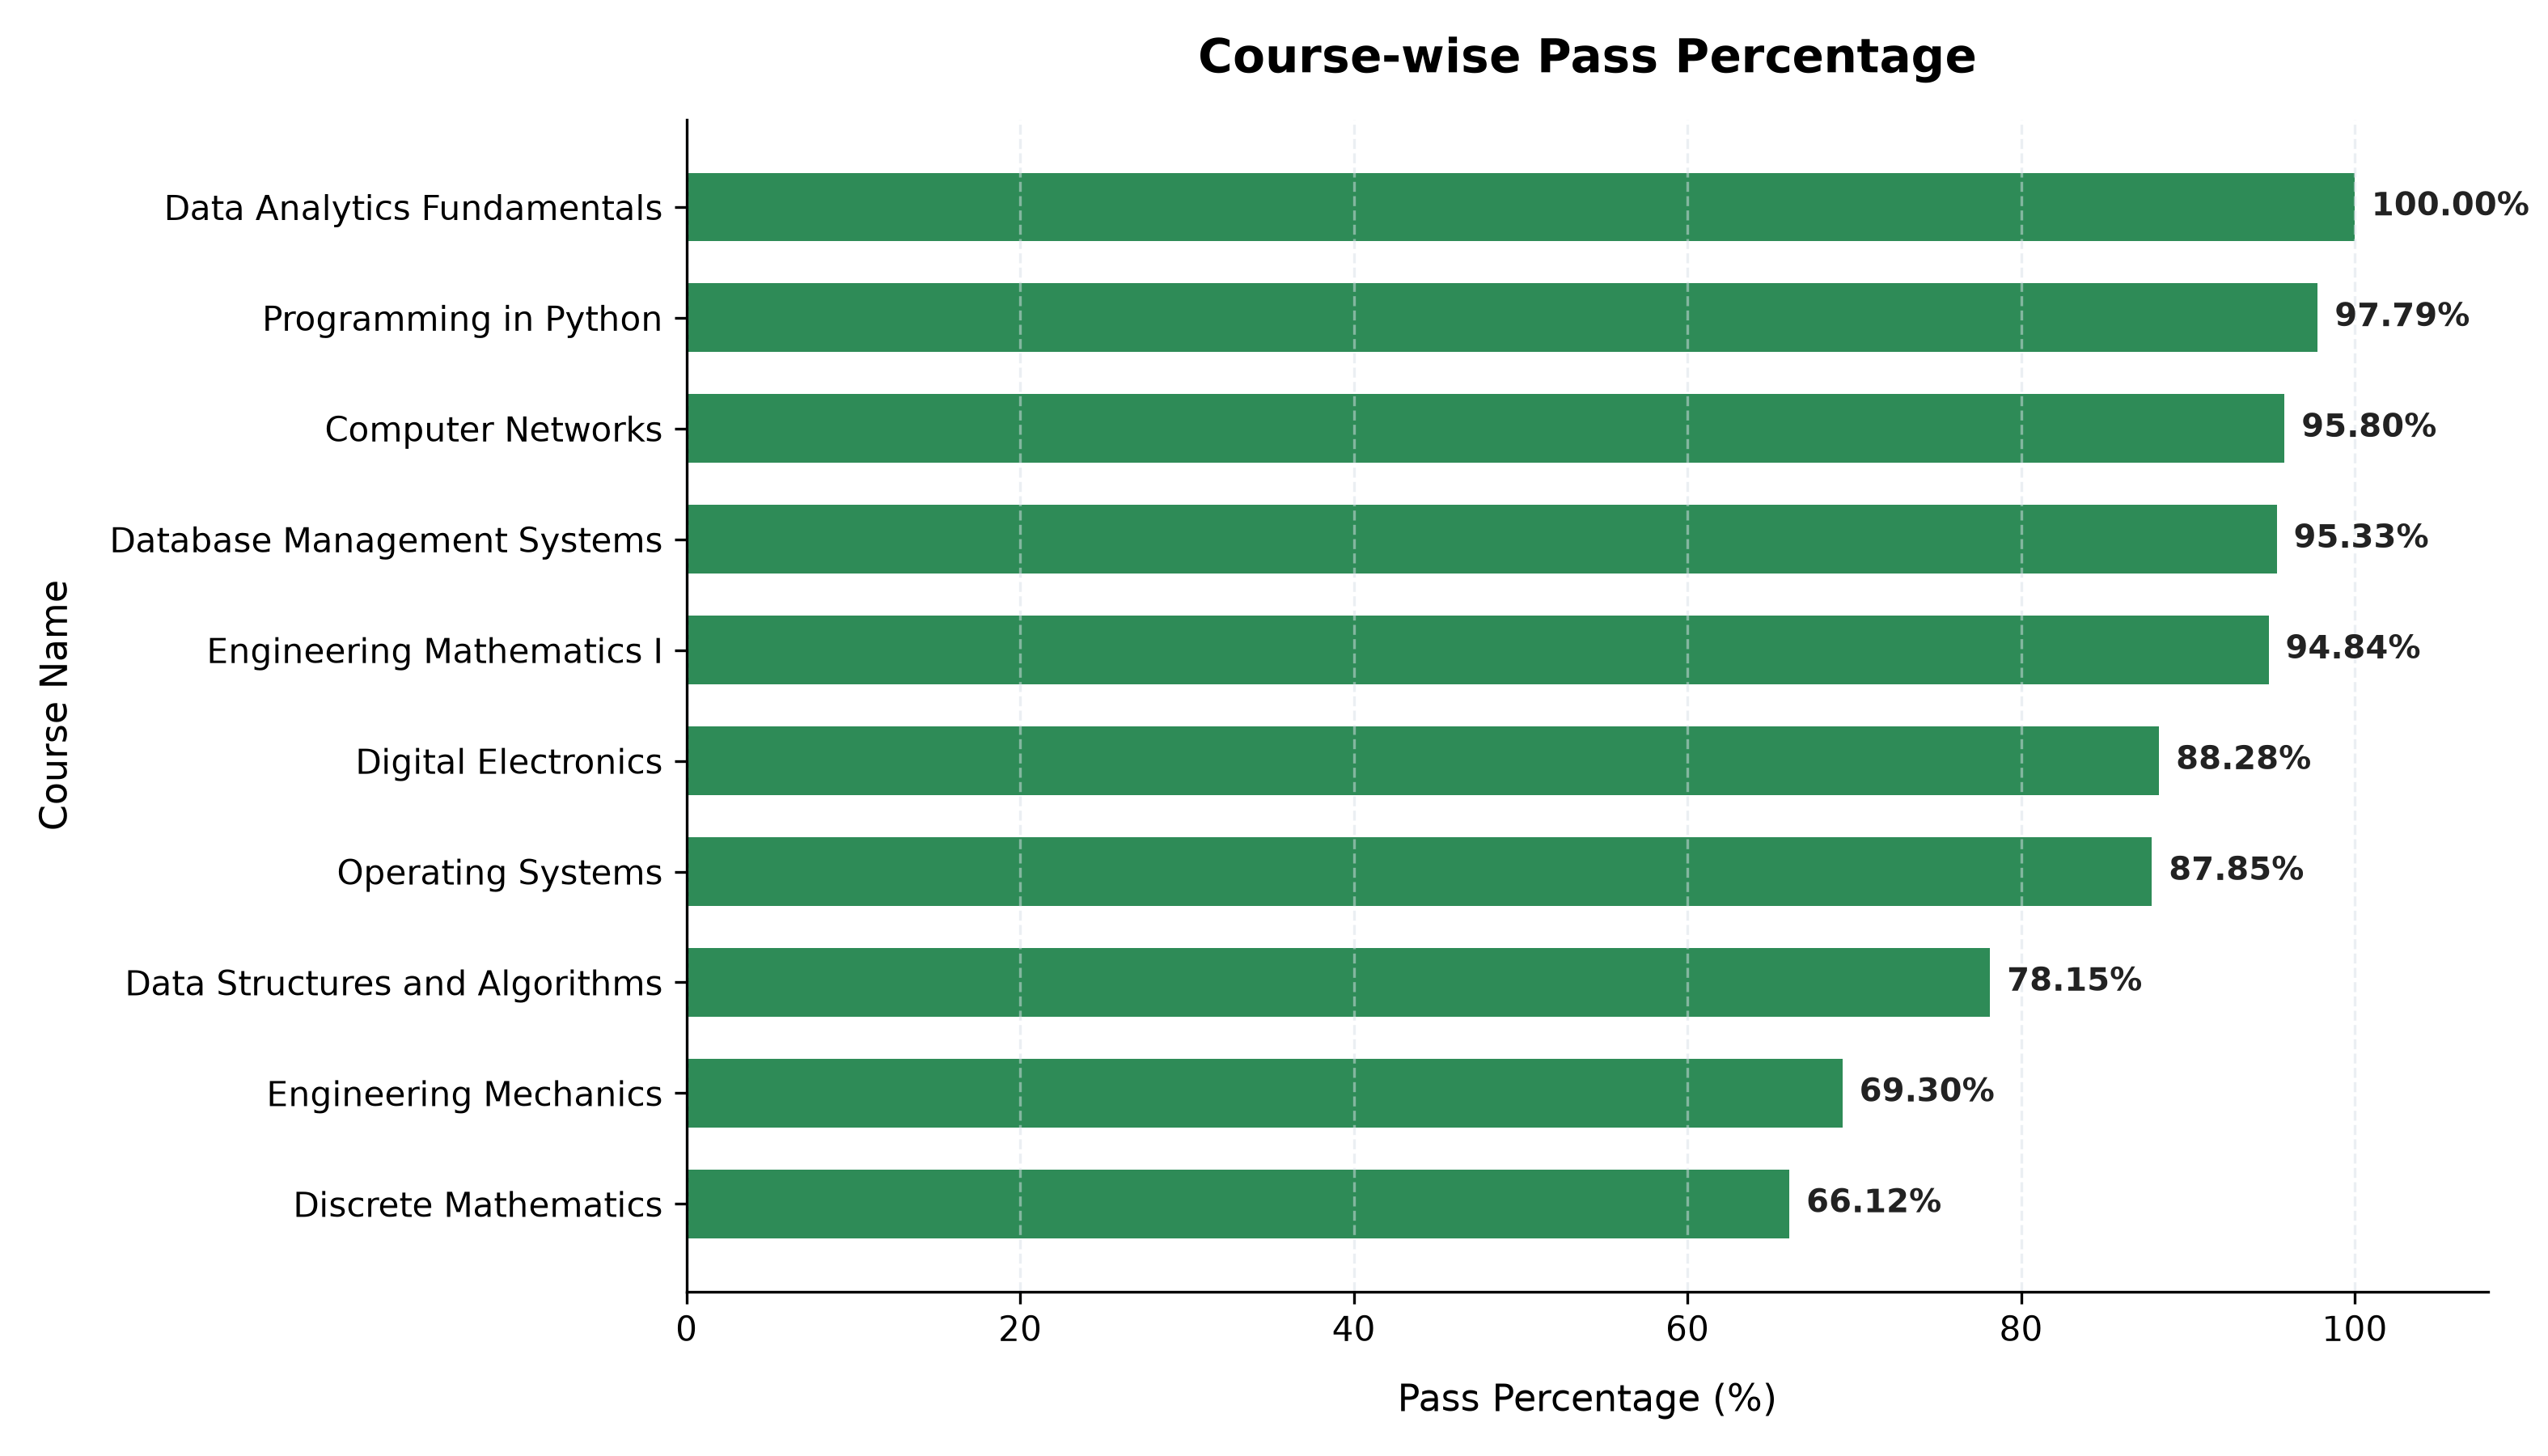 Course-wise Pass Percentage
Course Name
Data Analytics Fundamentals 100.00%
Programming in Python 97.79%
Computer Networks 95.80%
Database Management Systems 95.33%
Engineering Mathematics I 94.84%
Digital Electronics 88.28%
Operating Systems 87.85%
Data Structures and Algorithms 78.15%
Engineering Mechanics 69.30%
Discrete Mathematics 66.12%
0 20 40 60 80 100
Pass Percentage (%)